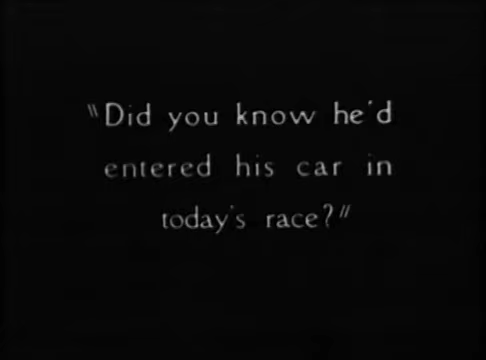 "Did you know he'd
entered his car in
today's race?"